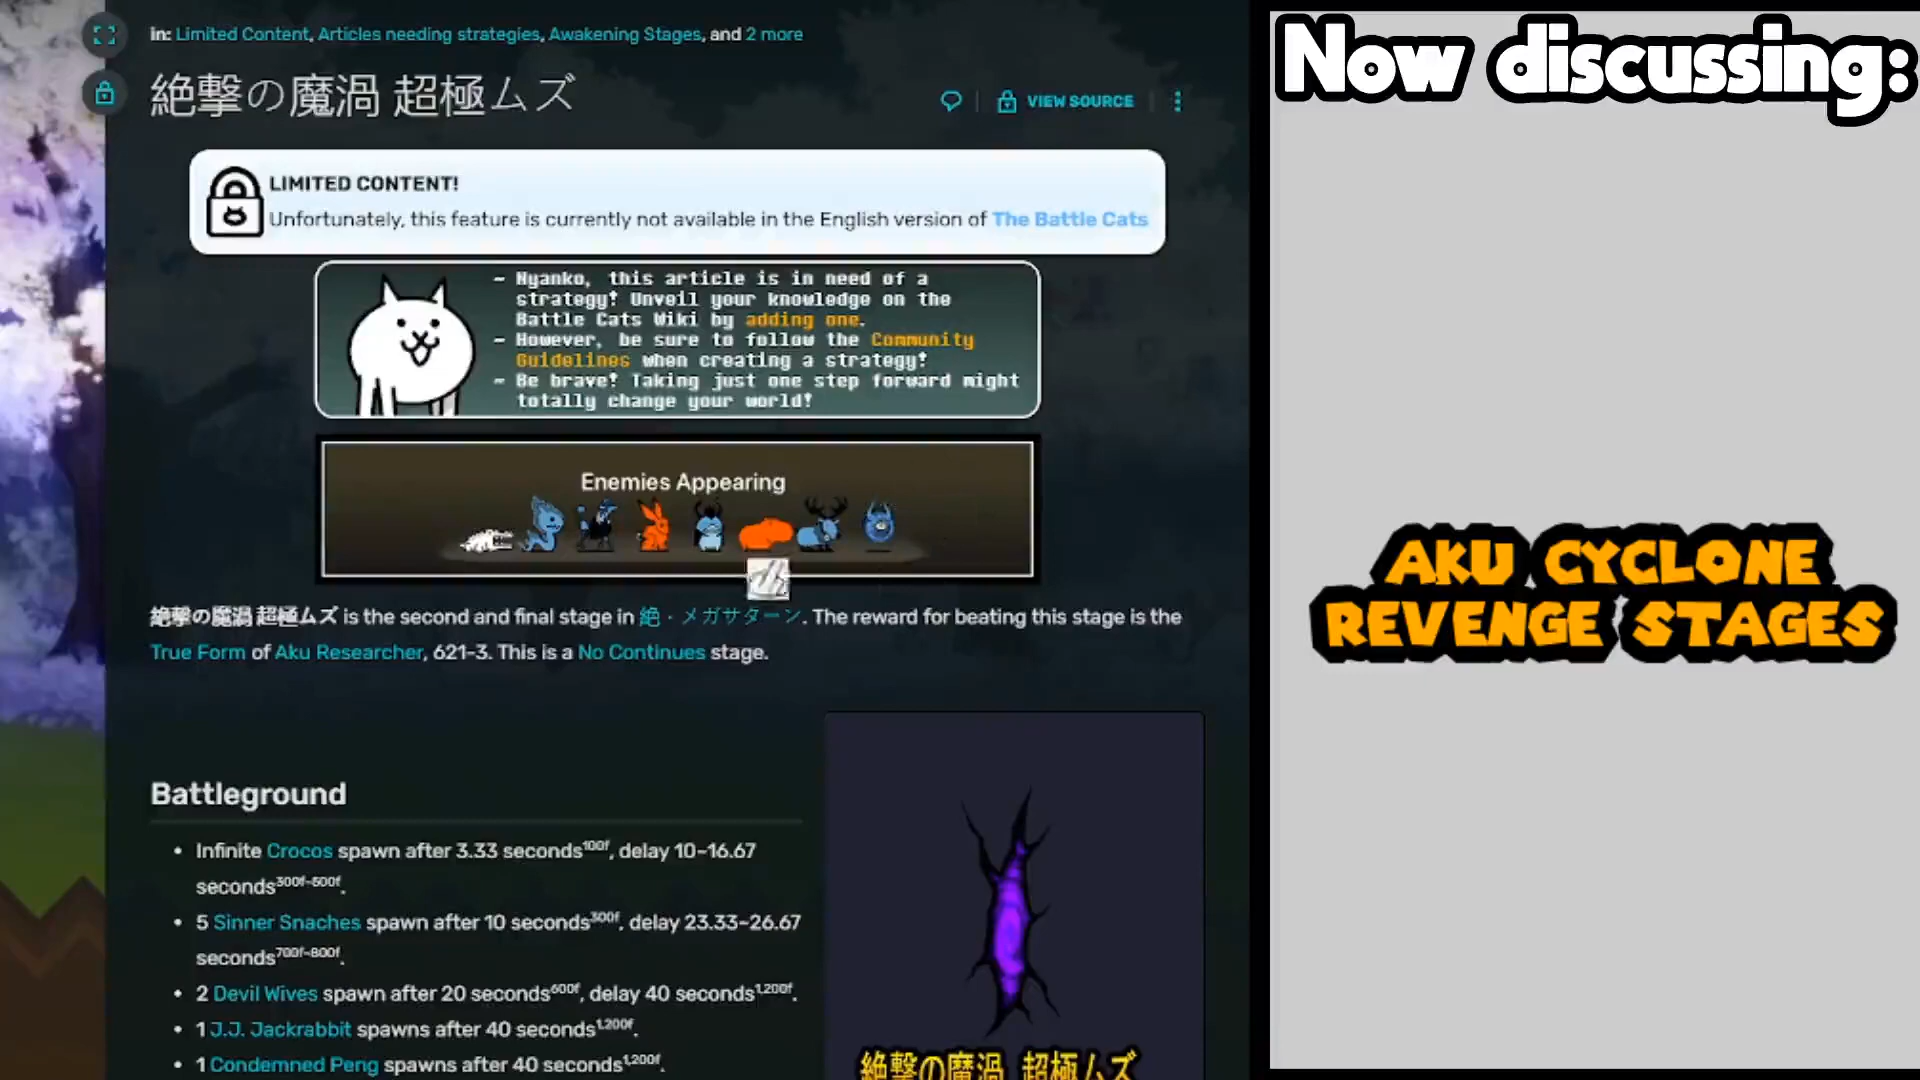 in: Limited Content, Articles needing strategies, Awakening Stages, and 2 more
絶撃の魔渦 超極ムズ
VIEW SOURCE
LIMITED CONTENT!
Unfortunately, this feature is currently not available in the English version of The Battle Cats
- Nyanko, this article is in need of a
strategy! Unveil your knowledge on the
Battle Cats Wiki by adding one.
- However, be sure to follow the Community
Guidelines when creating a strategy!
- Be brave! Taking just one step forward might
totally change your world!
Enemies Appearing
絶撃の魔渦 超極ムズ is the second and final stage in 絶・メガサターン. The reward for beating this stage is the
True Form of Aku Researcher, 621-3. This is a No Continues stage.
Battleground
• Infinite Crocos spawn after 3.33 seconds100f, delay 10~16.67
seconds300f~500f.
• 5 Sinner Snaches spawn after 10 seconds300f, delay 23.33~26.67
seconds700f~800f.
• 2 Devil Wives spawn after 20 seconds600f, delay 40 seconds1,200f.
• 1 J.J. Jackrabbit spawns after 40 seconds1,200f.
• 1 Condemned Peng spawns after 40 seconds1,200f.
絶撃の魔渦 超極ムズ
Now discussing:
AKU CYCLONE
REVENGE STAGES